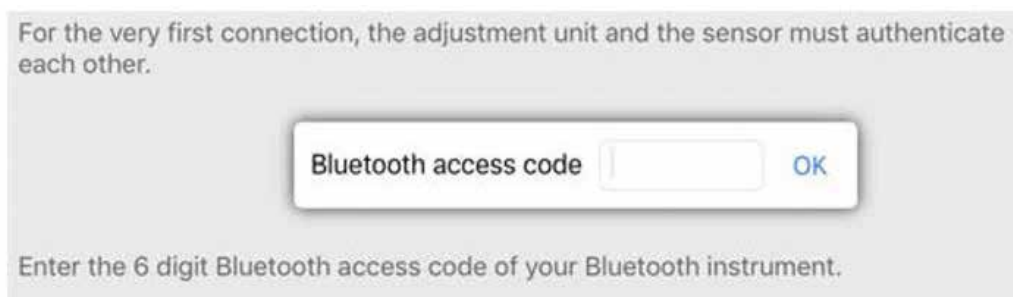 For the very first connection, the adjustment unit and the sensor must authenticate
each other.
Bluetooth access code OK
Enter the 6 digit Bluetooth access code of your Bluetooth instrument.